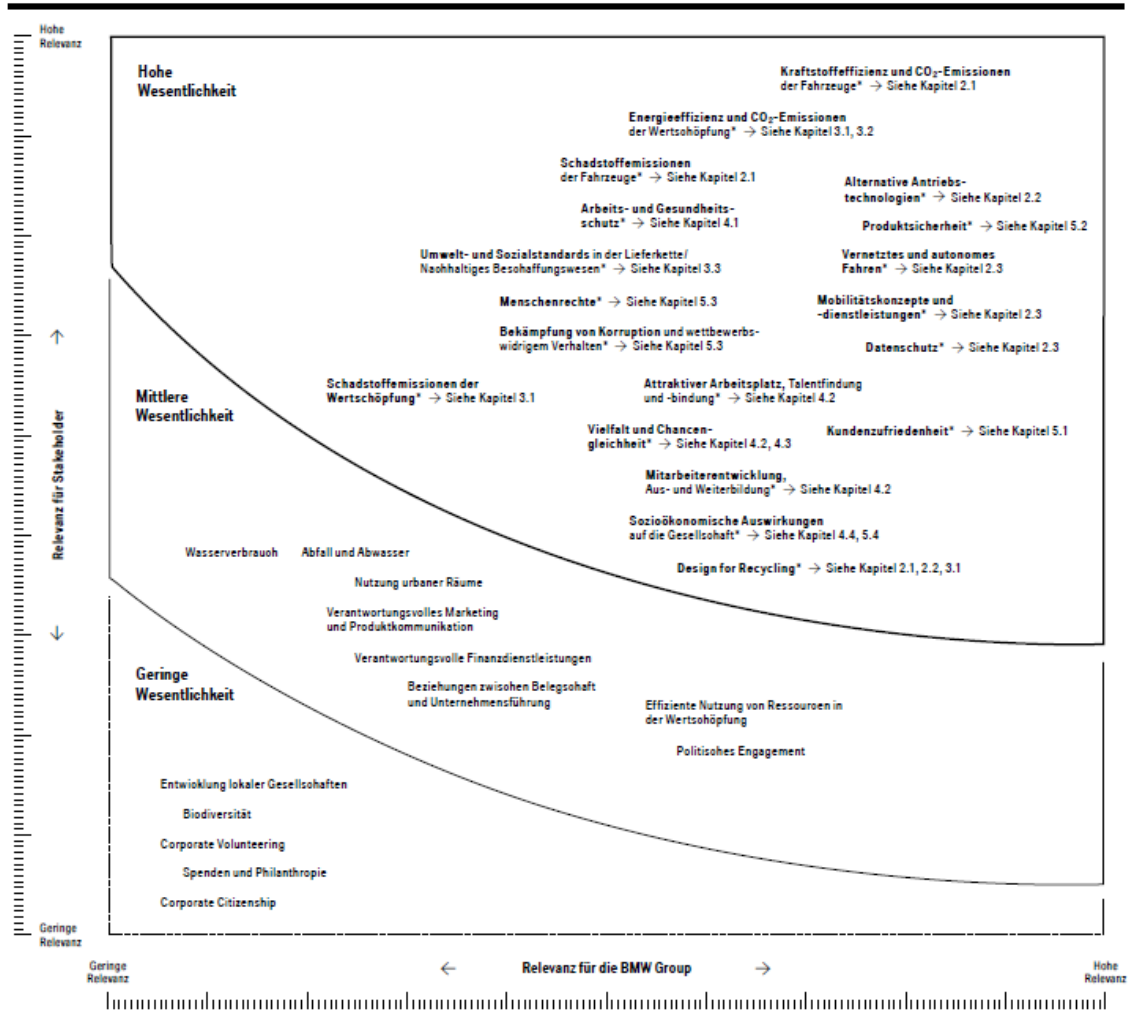 Hohe
Relevanz
Hohe
Wesentlichkeit
Kraftstoffeffizienz und CO₂-Emissionen
der Fahrzeuge* → Siehe Kapitel 2.1
Energieeffizienz und CO₂-Emissionen
der Wertschöpfung* → Siehe Kapitel 3.1, 3.2
Schadstoffemissionen
der Fahrzeuge* → Siehe Kapitel 2.1
Alternative Antriebs-
technologien* → Siehe Kapitel 2.2
Arbeits- und Gesundheits-
schutz* → Siehe Kapitel 4.1
Produktsicherheit* → Siehe Kapitel 5.2
Umwelt- und Sozialstandards in der Lieferkette/
Nachhaltiges Beschaffungswesen* → Siehe Kapitel 3.3
Vernetztes und autonomes
Fahren* → Siehe Kapitel 2.3
Menschenrechte* → Siehe Kapitel 5.3
Mobilitätskonzepte und
-dienstleistungen* → Siehe Kapitel 2.3
Bekämpfung von Korruption und wettbewerbs-
widrigem Verhalten* → Siehe Kapitel 5.3
Datenschutz* → Siehe Kapitel 2.3
Mittlere
Wesentlichkeit
Schadstoffemissionen der
Wertschöpfung* → Siehe Kapitel 3.1
Attraktiver Arbeitsplatz, Talentfindung
und -bindung* → Siehe Kapitel 4.2
Vielfalt und Chancen-
gleichheit* → Siehe Kapitel 4.2, 4.3
Kundenzufriedenheit* → Siehe Kapitel 5.1
Mitarbeiterentwicklung,
Aus- und Weiterbildung* → Siehe Kapitel 4.2
Sozioökonomische Auswirkungen
auf die Gesellschaft* → Siehe Kapitel 4.4, 5.4
Design for Recycling* → Siehe Kapitel 2.1, 2.2, 3.1
← Relevanz für Stakeholder →
Wasserverbrauch
Abfall und Abwasser
Nutzung urbaner Räume
Verantwortungsvolles Marketing
und Produktkommunikation
Verantwortungsvolle Finanzdienstleistungen
Beziehungen zwischen Belegschaft
und Unternehmensführung
Geringe
Wesentlichkeit
Effiziente Nutzung von Ressourcen in
der Wertschöpfung
Politisches Engagement
Entwicklung lokaler Gesellschaften
Biodiversität
Corporate Volunteering
Spenden und Philanthropie
Corporate Citizenship
Geringe
Relevanz
Geringe
Relevanz
← Relevanz für die BMW Group →
Hohe
Relevanz